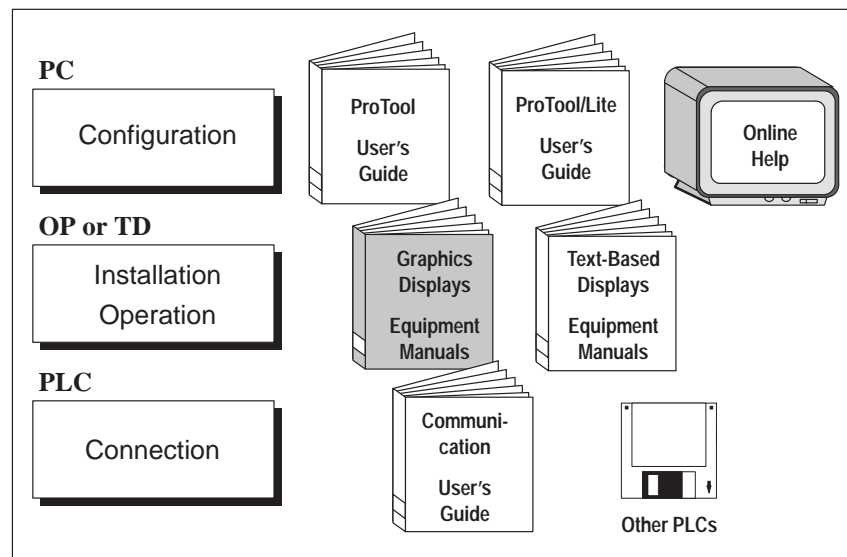 PC
Configuration
ProTool
User's
Guide
ProTool/Lite
User's
Guide
Online
Help
OP or TD
Installation
Operation
Graphics
Displays
Equipment
Manuals
Text-Based
Displays
Equipment
Manuals
PLC
Connection
Communi-
cation
User's
Guide
Other PLCs